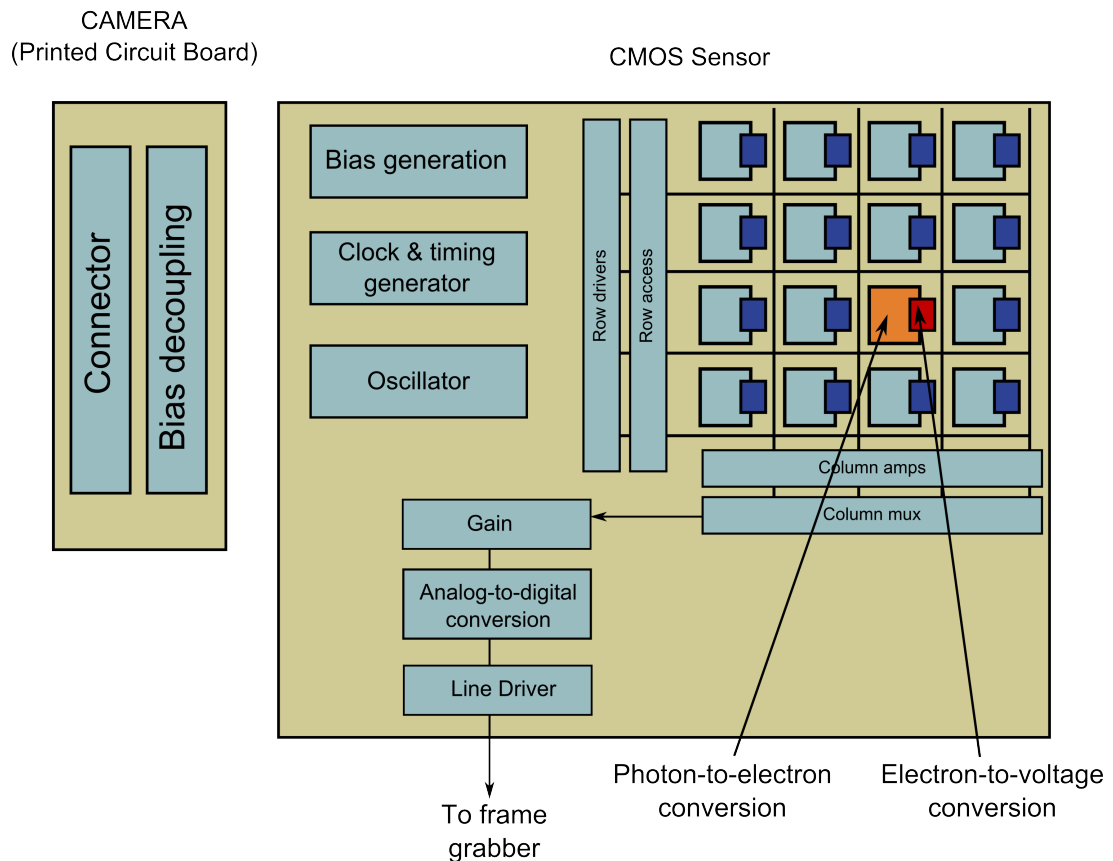 CAMERA
(Printed Circuit Board)
CMOS Sensor
Connector
Bias decoupling
Bias generation
Clock & timing
generator
Oscillator
Row drivers
Row access
Column amps
Column mux
Gain
Analog-to-digital
conversion
Line Driver
To frame
grabber
Photon-to-electron
conversion
Electron-to-voltage
conversion